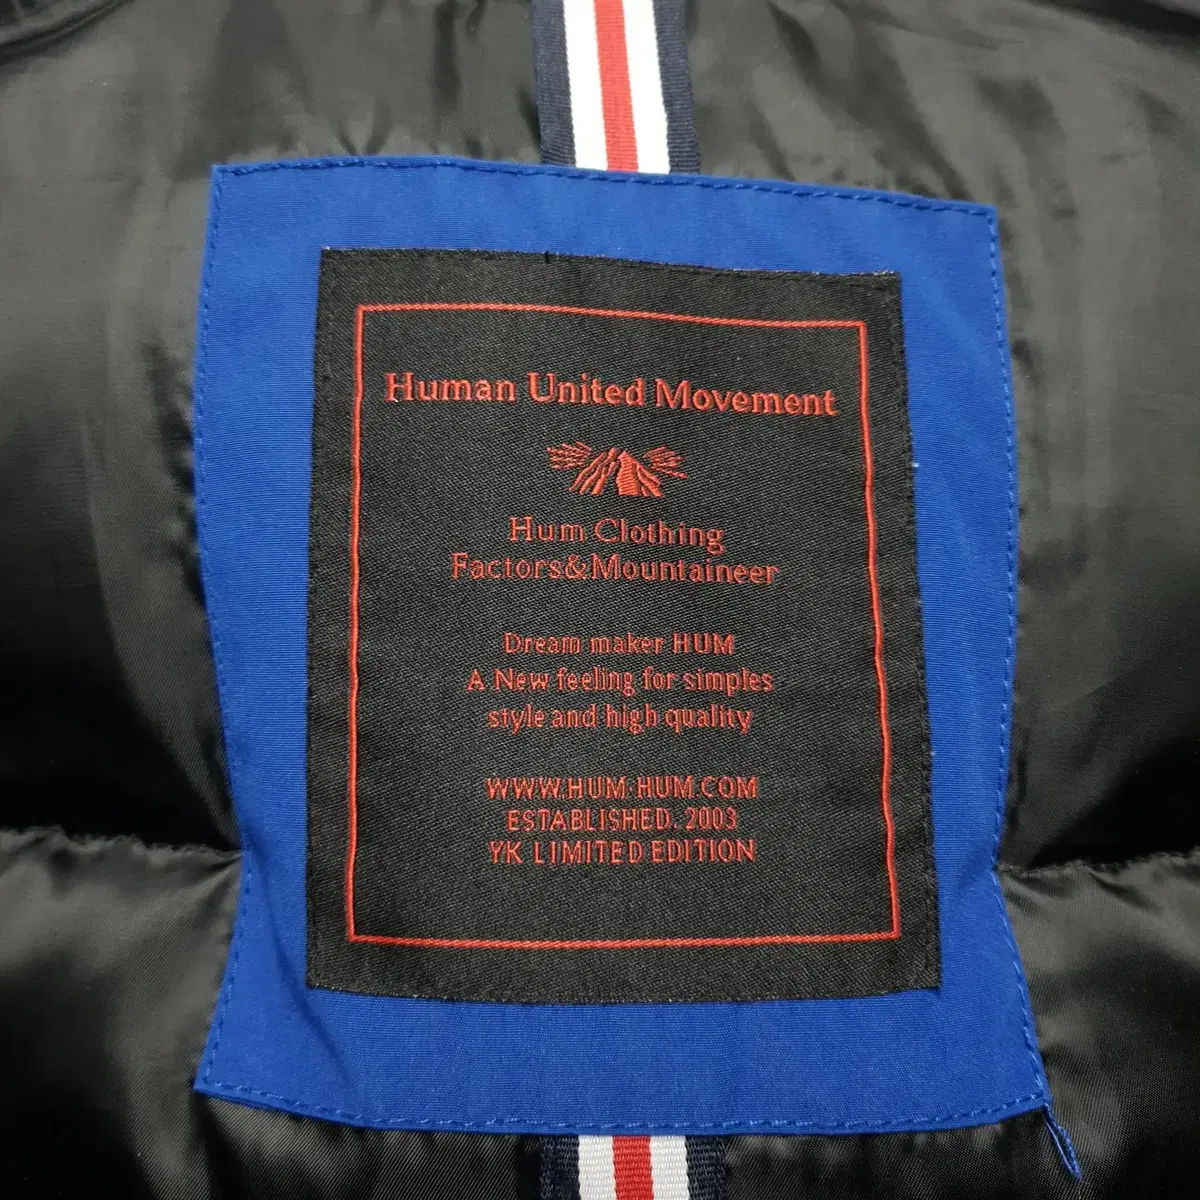 Human United Movement
Hum Clothing
Factors&Mountaineer
Dream maker HUM
A New feeling for simples
style and high quality
WWW.HUM-HUM.COM
ESTABLISHED. 2003
YK LIMITED EDITION